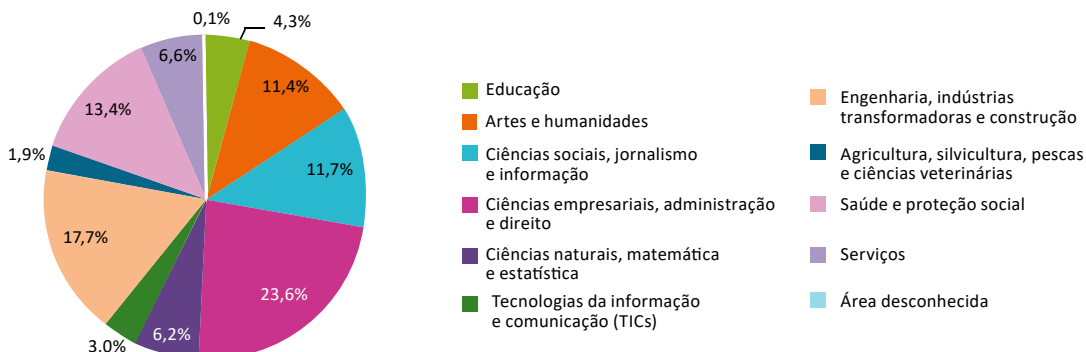 0,1%
4,3%
6,6%
11,4%
13,4%
1,9%
11,7%
17,7%
23,6%
6,2%
3,0%
Educação
Artes e humanidades
Ciências sociais, jornalismo
e informação
Ciências empresariais, administração
e direito
Ciências naturais, matemática
e estatística
Tecnologias da informação
e comunicação (TICs)
Engenharia, indústrias
transformadoras e construção
Agricultura, silvicultura, pescas
e ciências veterinárias
Saúde e proteção social
Serviços
Área desconhecida